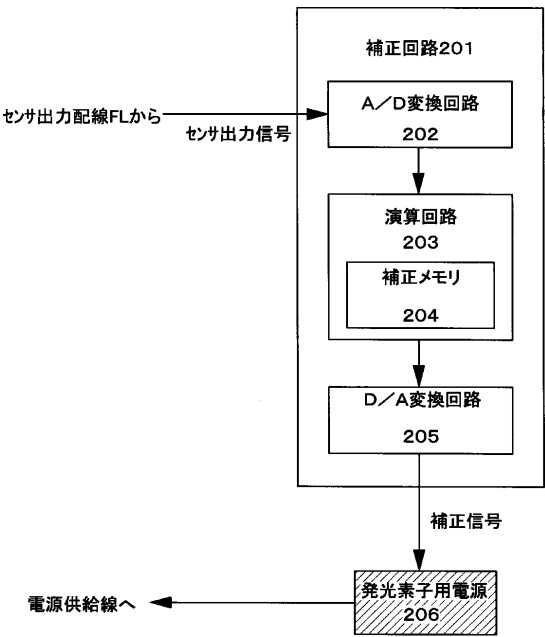 補正回路201
A/D変換回路
202
センサ出力配線FLから
センサ出力信号
演算回路
203
補正メモリ
204
D/A変換回路
205
補正信号
発光素子用電源
206
電源供給線へ